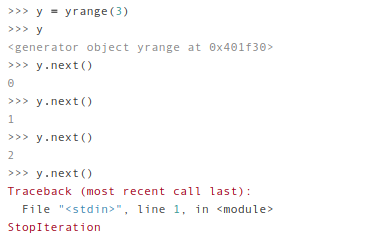 >>> y = yrange(3)
>>> y
<generator object yrange at 0x401f30>
>>> y.next()
0
>>> y.next()
1
>>> y.next()
2
>>> y.next()
Traceback (most recent call last):
  File "<stdin>", line 1, in <module>
StopIteration